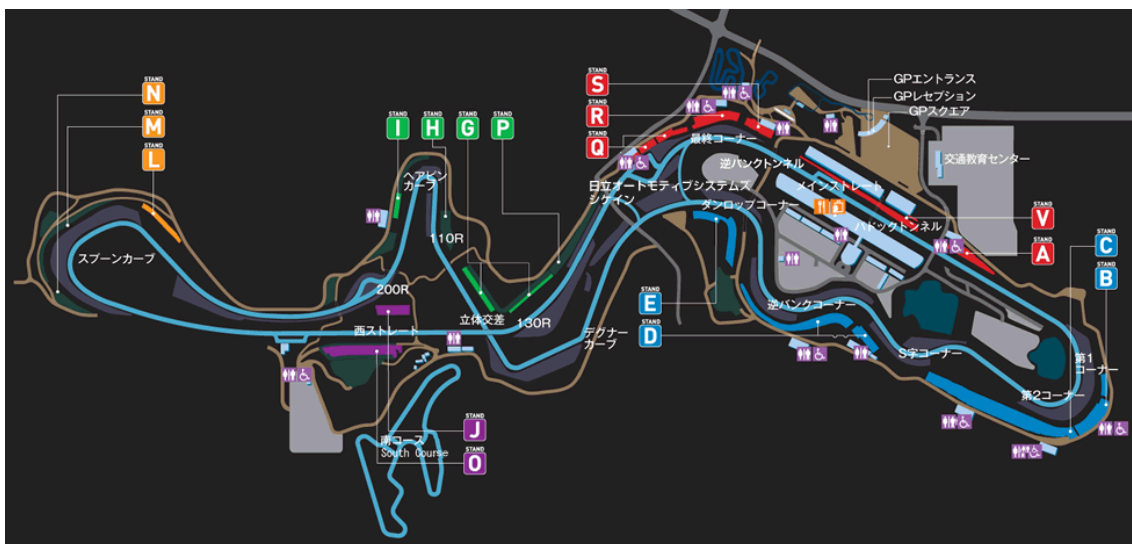 STAND
N
STAND
M
STAND
L
STAND
I
STAND
H
STAND
G
STAND
P
STAND
S
STAND
R
STAND
Q
GPエントランス
GPレセプション
GPスクエア
交通教育センター
最終コーナー
逆バンクトンネル
メインストレート
日立オートモティブシステムズ
シケイン
ダンロップコーナー
パドックトンネル
STAND
V
STAND
A
STAND
C
STAND
B
STAND
E
STAND
D
ヘアピン
カーブ
110R
スプーンカーブ
200R
西ストレート
立体交差
130R
デグナー
カーブ
逆バンクコーナー
S字コーナー
第1
コーナー
第2コーナー
STAND
J
南コース
South Course
STAND
O